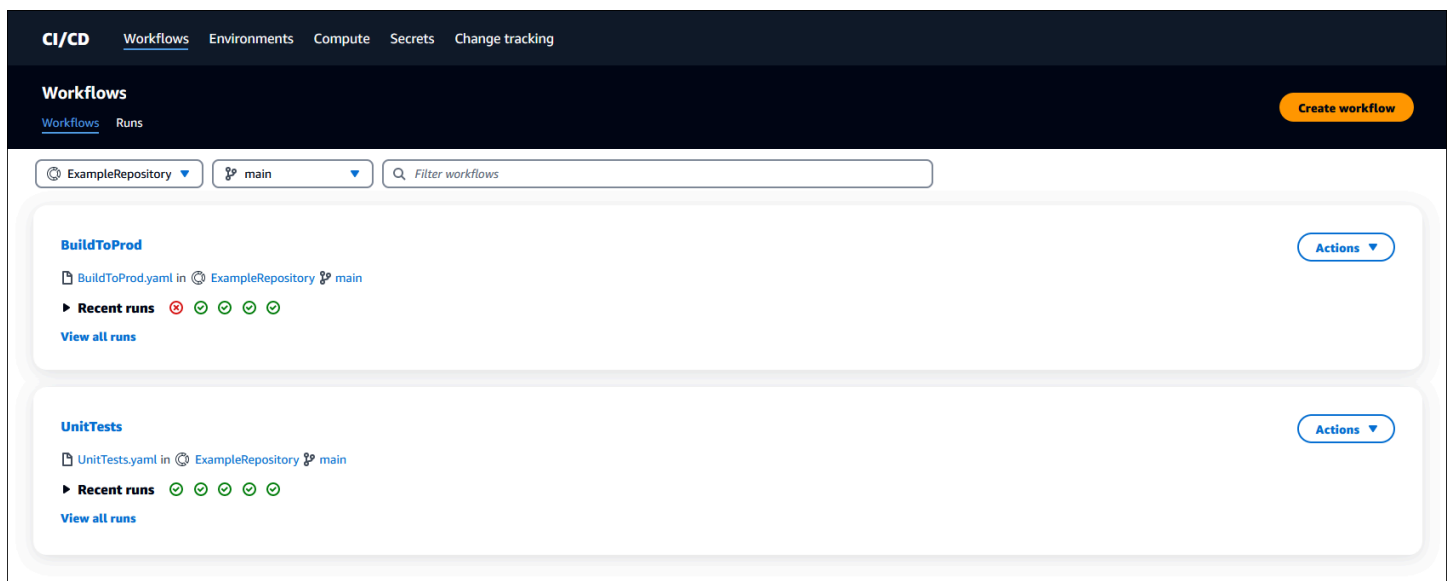 CI/CD Workflows Environments Compute Secrets Change tracking
Workflows
Create workflow
Workflows Runs
ExampleRepository main Filter workflows
BuildToProd
Actions
BuildToProd.yaml in ExampleRepository main
Recent runs
View all runs
UnitTests
Actions
UnitTests.yaml in ExampleRepository main
Recent runs
View all runs